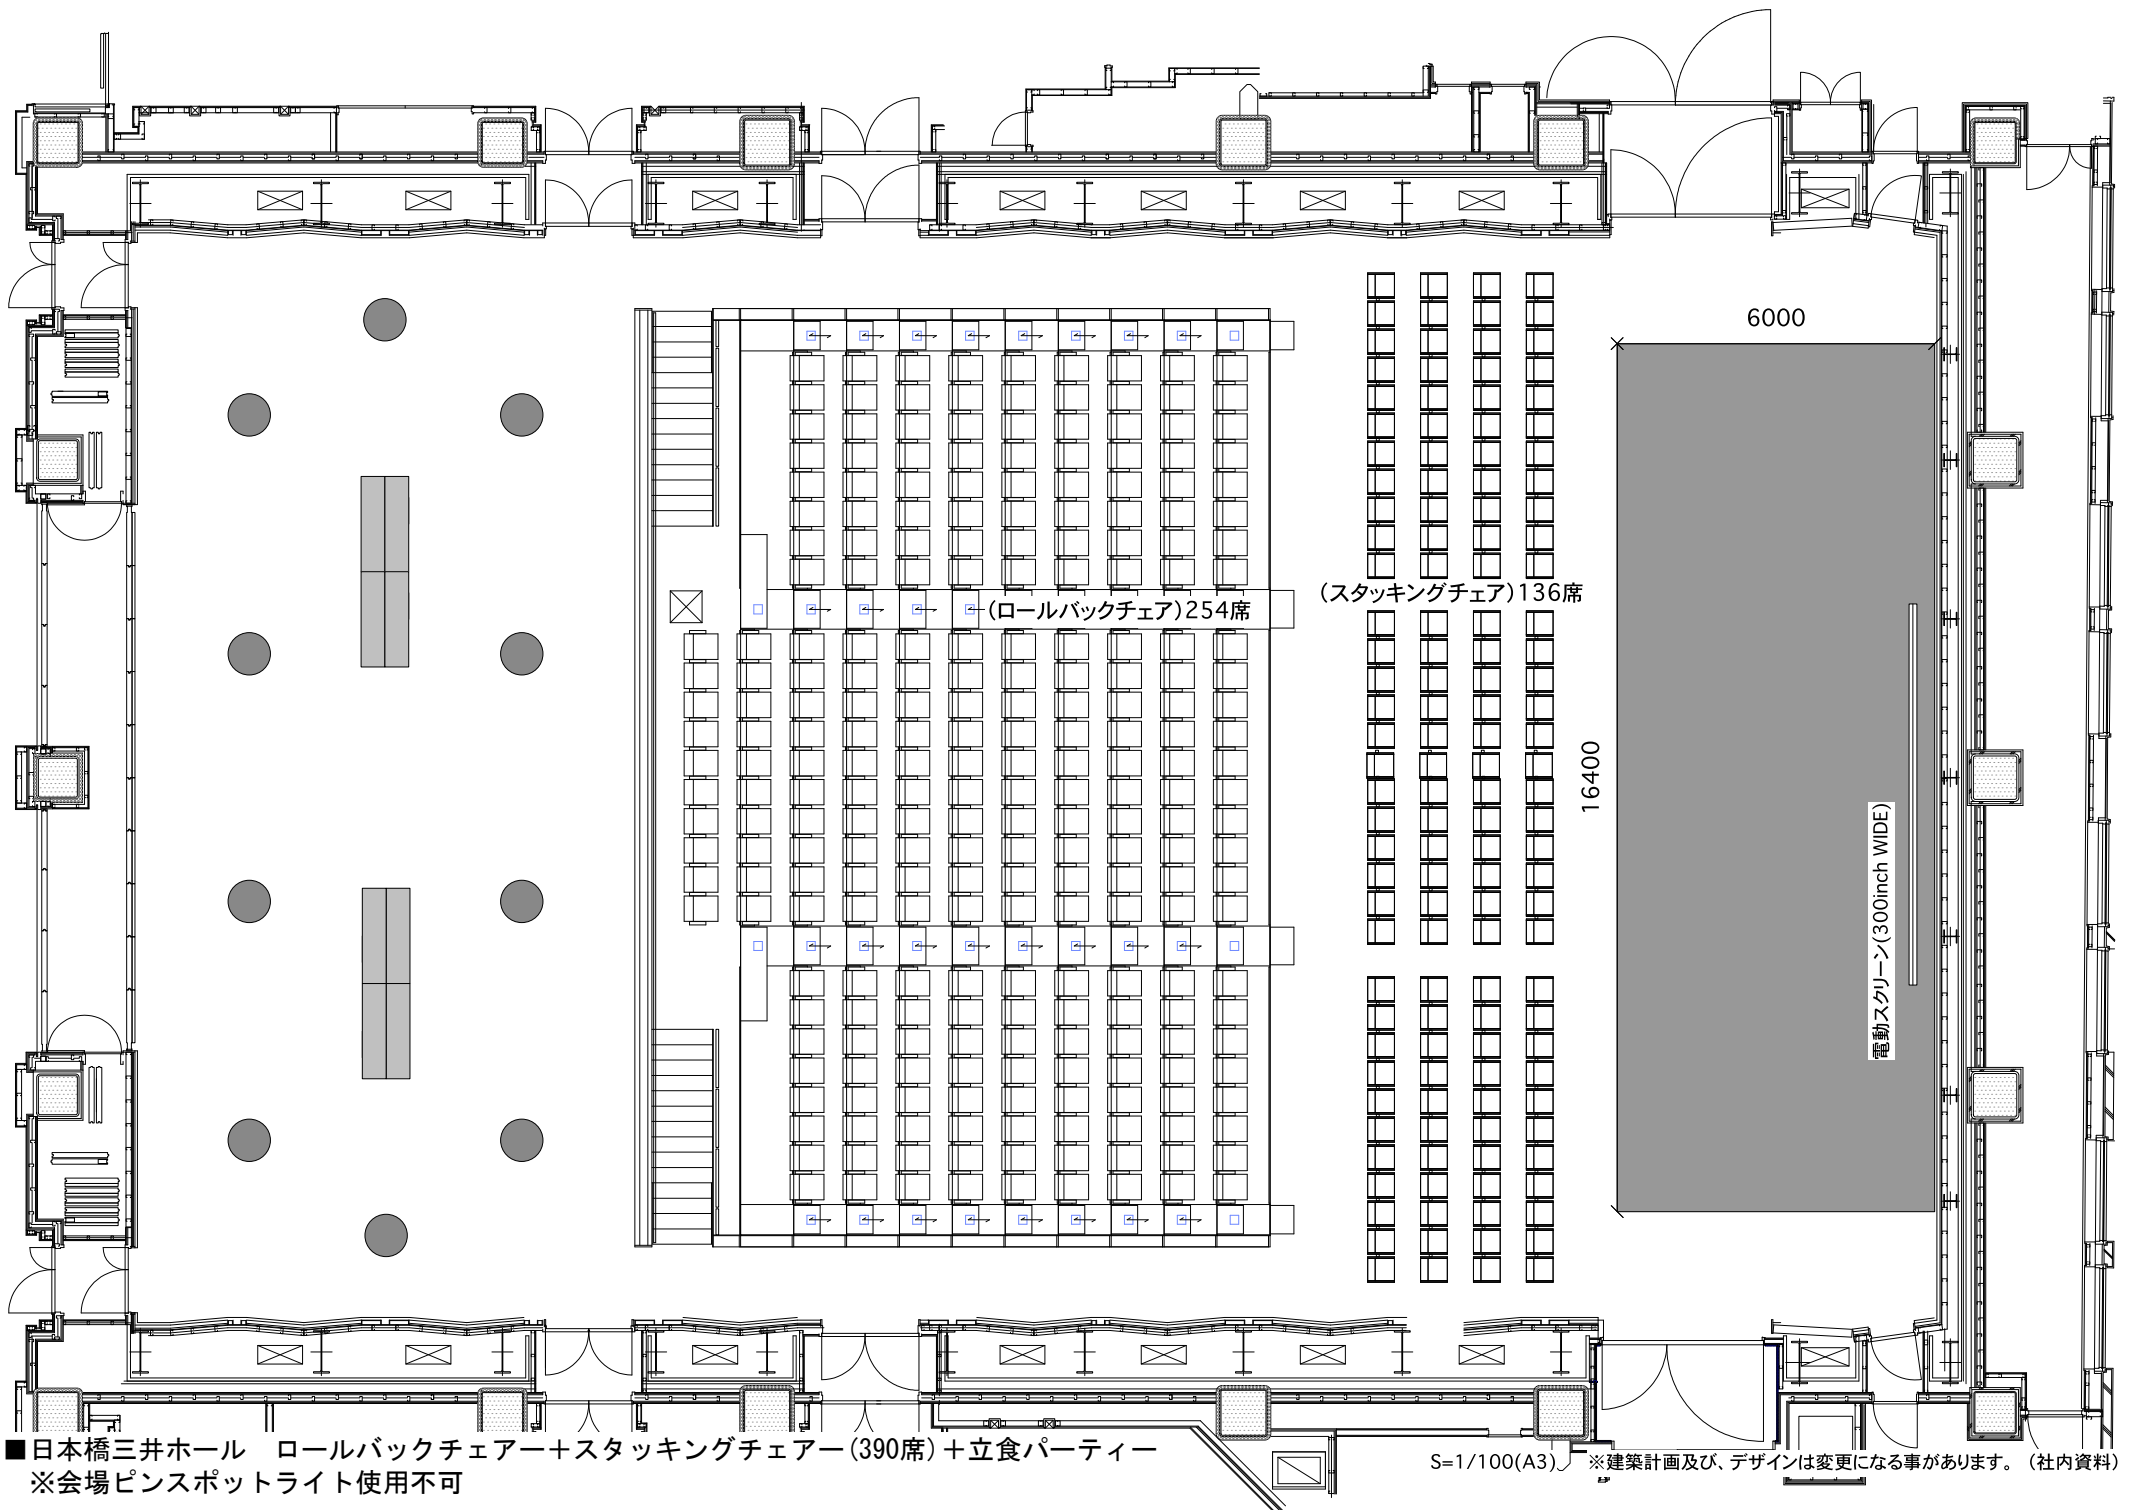 6000
(ロールバックチェア)254席
(スタッキングチェア)136席
16400
電動スクリーン(300inch WIDE)
■日本橋三井ホール　ロールバックチェアー＋スタッキングチェアー(390席)＋立食パーティー
※会場ピンスポットライト使用不可
S=1/100(A3)
※建築計画及び、デザインは変更になる事があります。（社内資料）